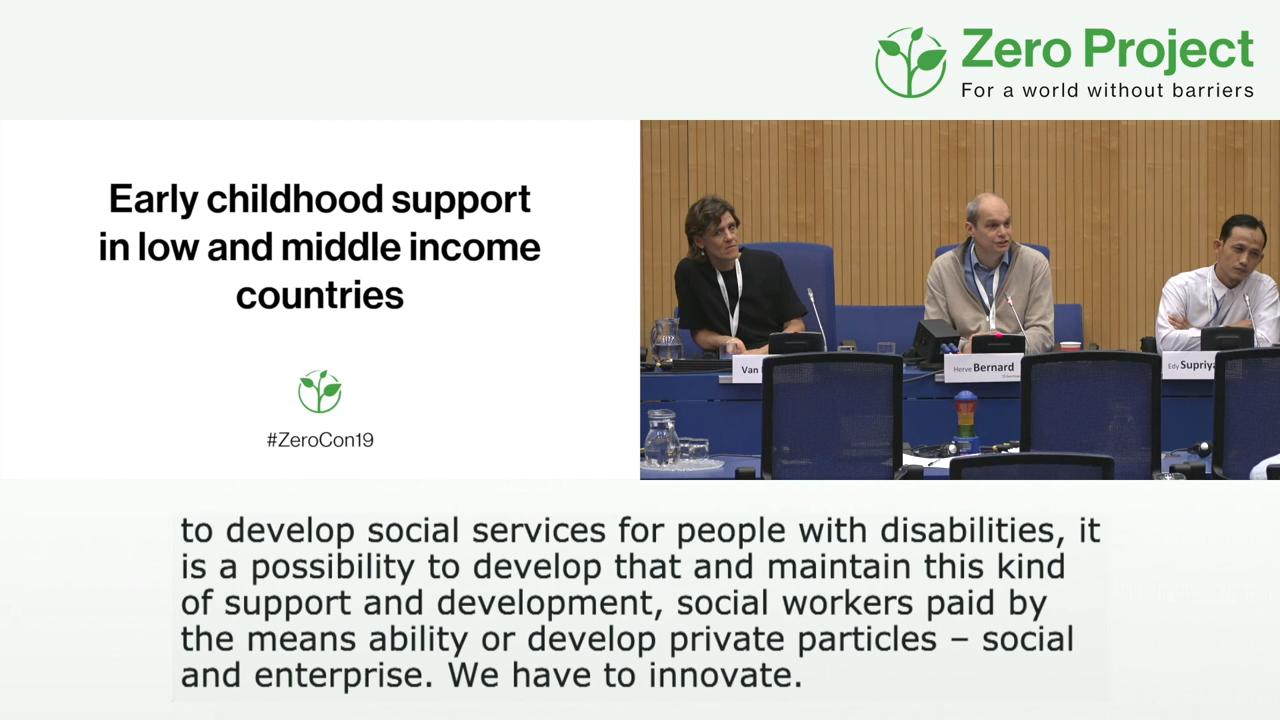 Zero Project
For a world without barriers
Early childhood support
in low and middle income
countries
#ZeroCon19
Van
Herve Bernard
Edy Supriya
to develop social services for people with disabilities, it
is a possibility to develop that and maintain this kind
of support and development, social workers paid by
the means ability or develop private particles – social
and enterprise. We have to innovate.